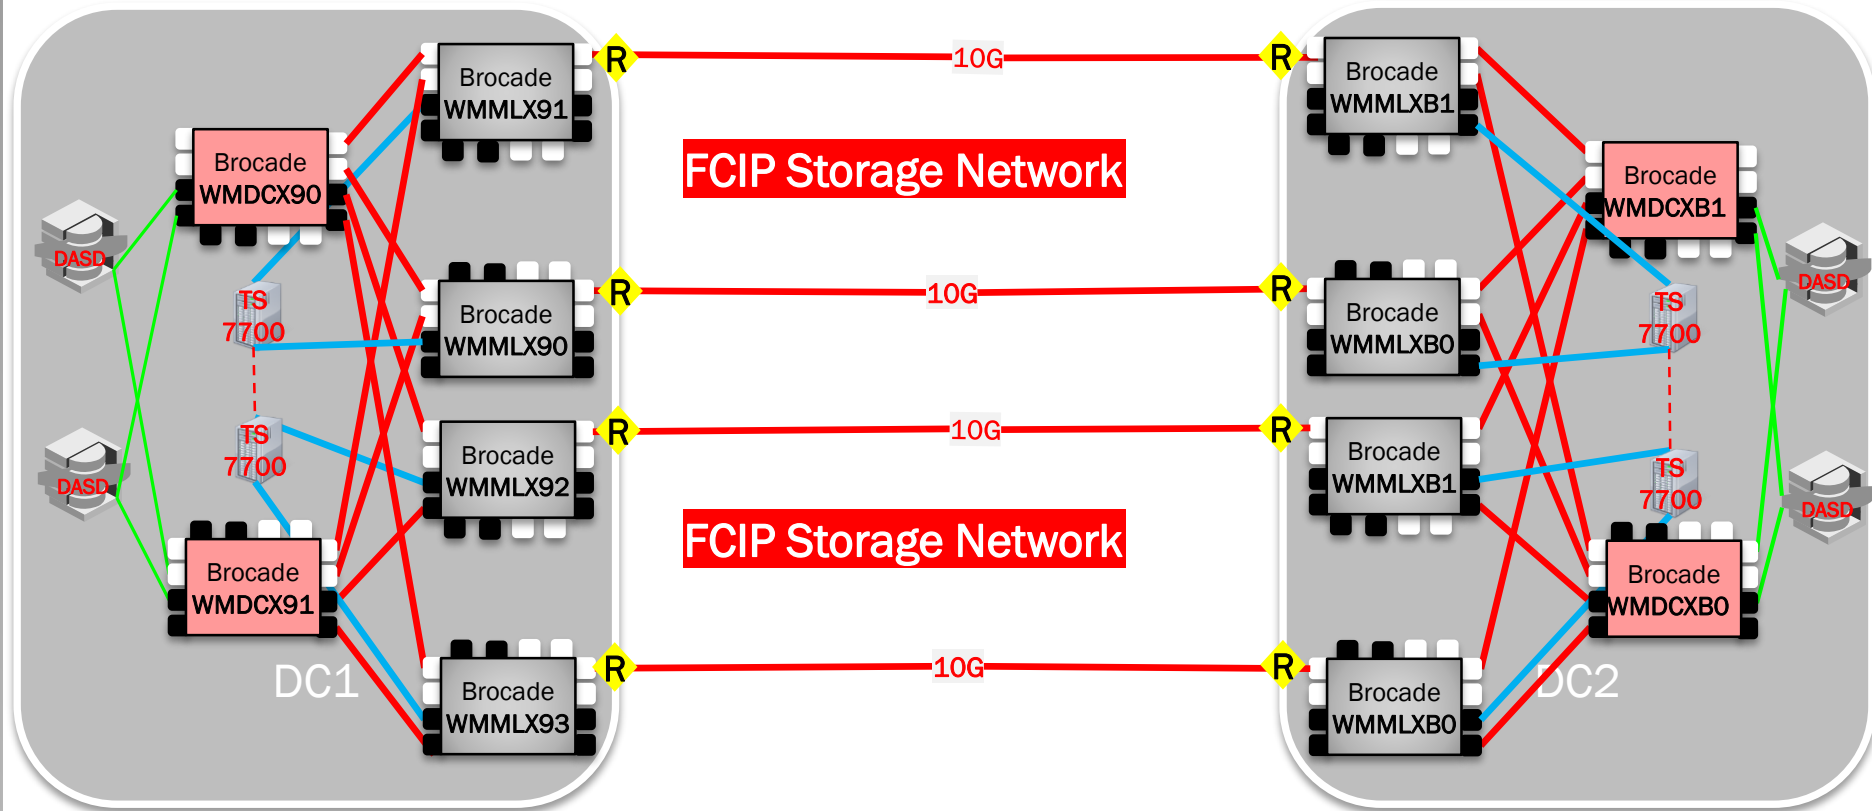 Brocade
WMMLX91
R
10G
R
Brocade
WMMLXB1
Brocade
WMDCX90
FCIP Storage Network
Brocade
WMDCXB1
DASD
TS
7700
Brocade
WMMLX90
R
10G
R
Brocade
WMMLXB0
TS
7700
DASD
TS
7700
Brocade
WMMLX92
R
10G
R
Brocade
WMMLXB1
TS
7700
DASD
DASD
FCIP Storage Network
Brocade
WMDCX91
Brocade
WMDCXB0
DC1
Brocade
WMMLX93
R
10G
R
Brocade
WMMLXB0
DC2